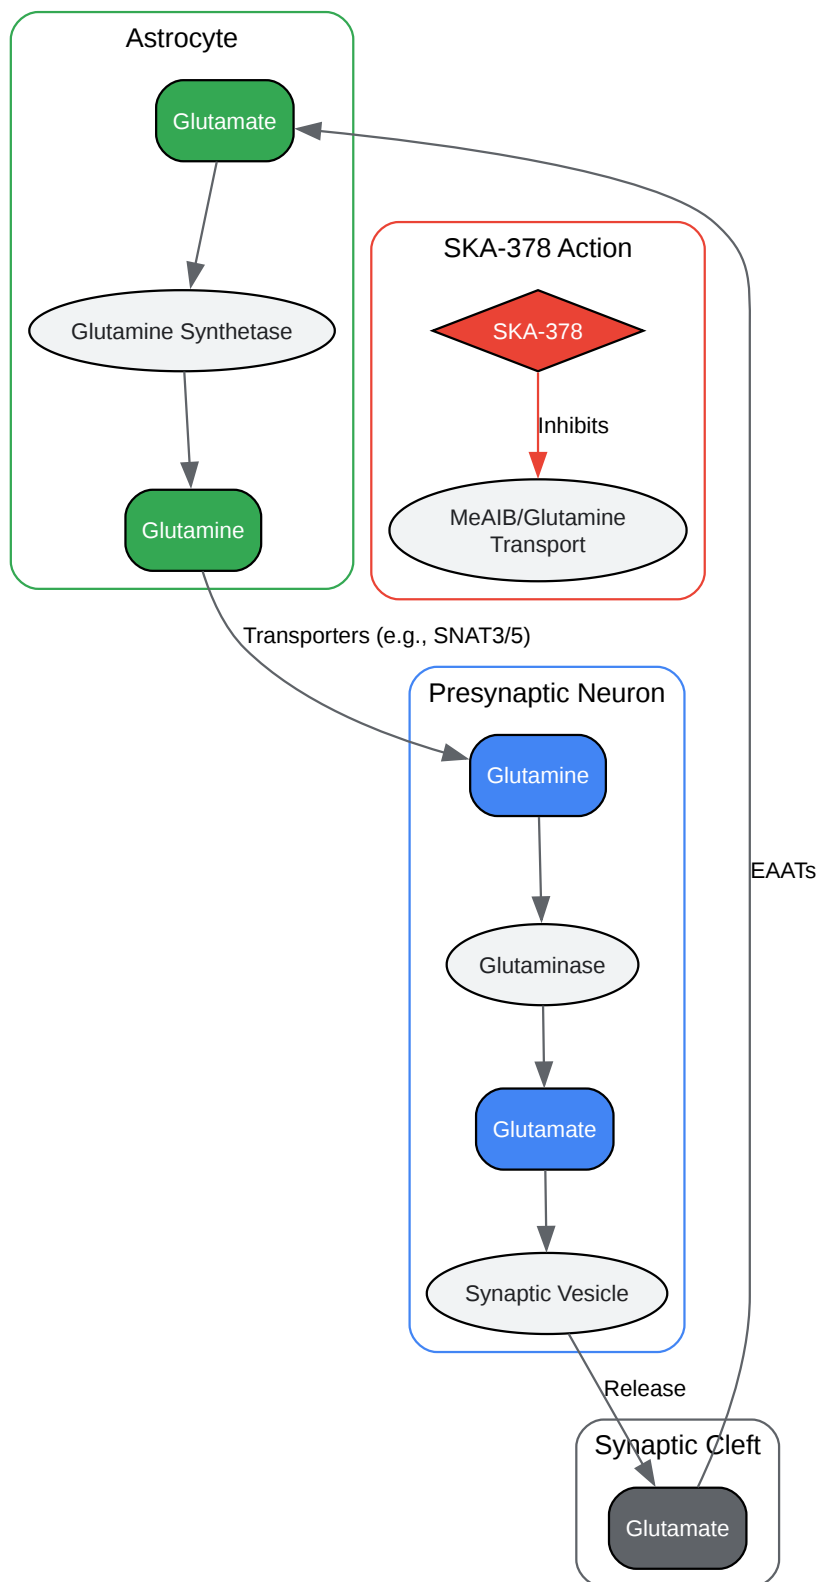 Astrocyte
Glutamate
SKA-378 Action
Glutamine Synthetase
SKA-378
Inhibits
MeAIB/Glutamine
Transport
Glutamine
Transporters (e.g., SNAT3/5)
Presynaptic Neuron
Glutamine
EAATs
Glutaminase
Glutamate
Synaptic Vesicle
Release
Synaptic Cleft
Glutamate